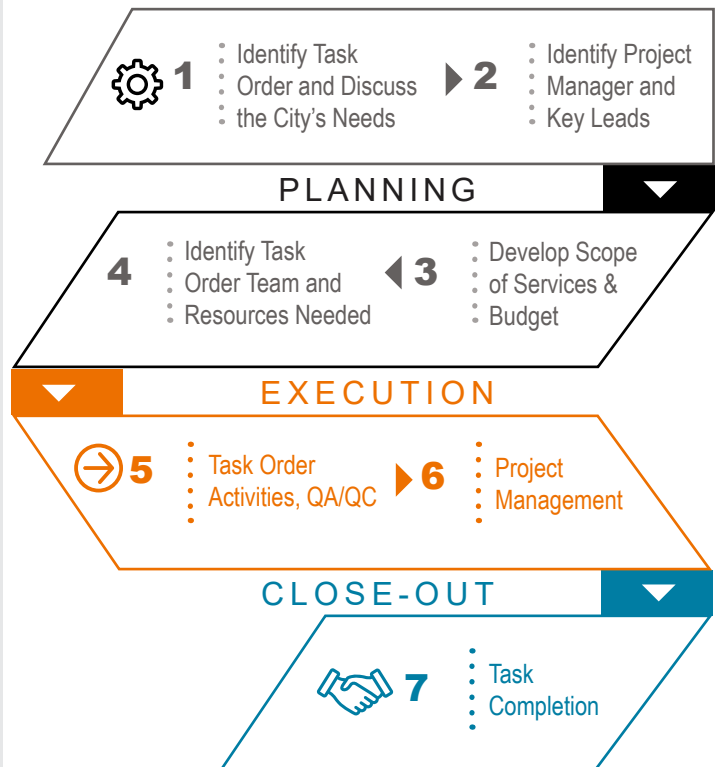 1
Identify Task
Order and Discuss
the City's Needs
2
Identify Project
Manager and
Key Leads
PLANNING
3
Develop Scope
of Services &
Budget
4
Identify Task
Order Team and
Resources Needed
EXECUTION
5
Task Order
Activities, QA/QC
6
Project
Management
CLOSE-OUT
7
Task
Completion